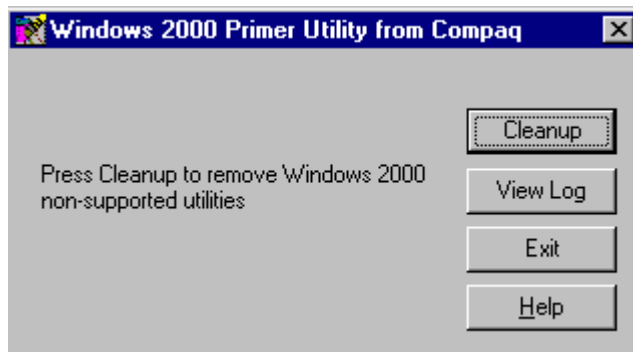 Windows 2000 Primer Utility from Compaq
Cleanup
Press Cleanup to remove Windows 2000
non-supported utilities
View Log
Exit
Help